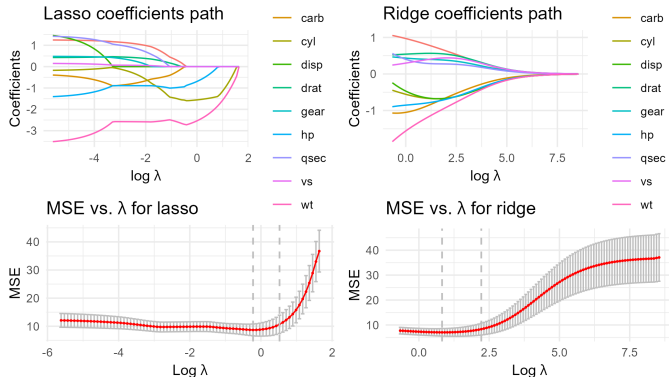 Lasso coefficients path
Coefficients
1
0
-1
-2
-3
-4
-2
0
2
log λ
carb
cyl
disp
drat
gear
hp
qsec
vs
wt
Ridge coefficients path
Coefficients
1
0
-1
0.0
2.5
5.0
7.5
log λ
carb
cyl
disp
drat
gear
hp
qsec
vs
wt
MSE vs. λ for lasso
MSE
40
30
20
10
-6
-4
-2
0
2
Log λ
MSE vs. λ for ridge
MSE
40
30
20
10
0.0
2.5
5.0
7.5
Log λ